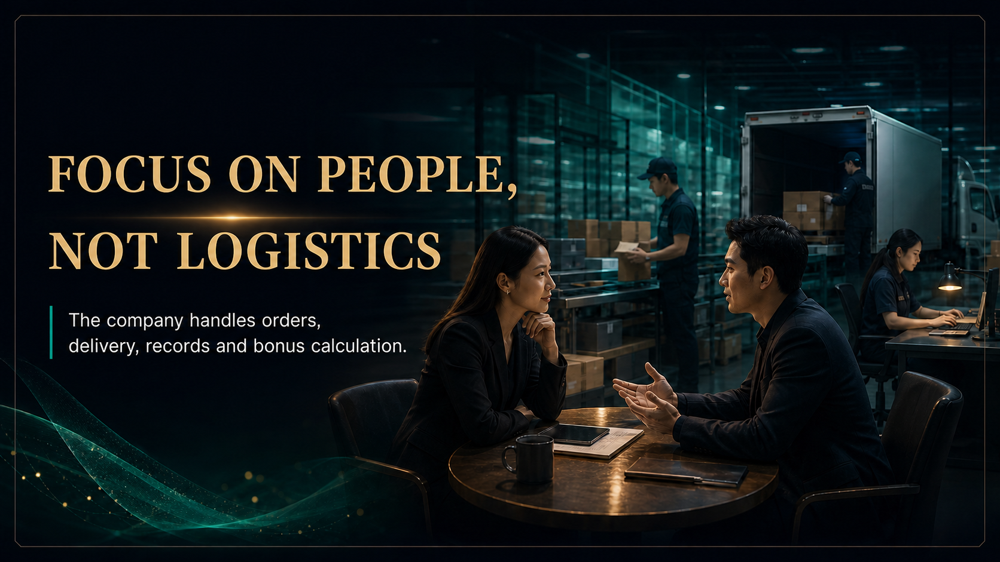 FOCUS ON PEOPLE,
NOT LOGISTICS
The company handles orders,
delivery, records and bonus calculation.